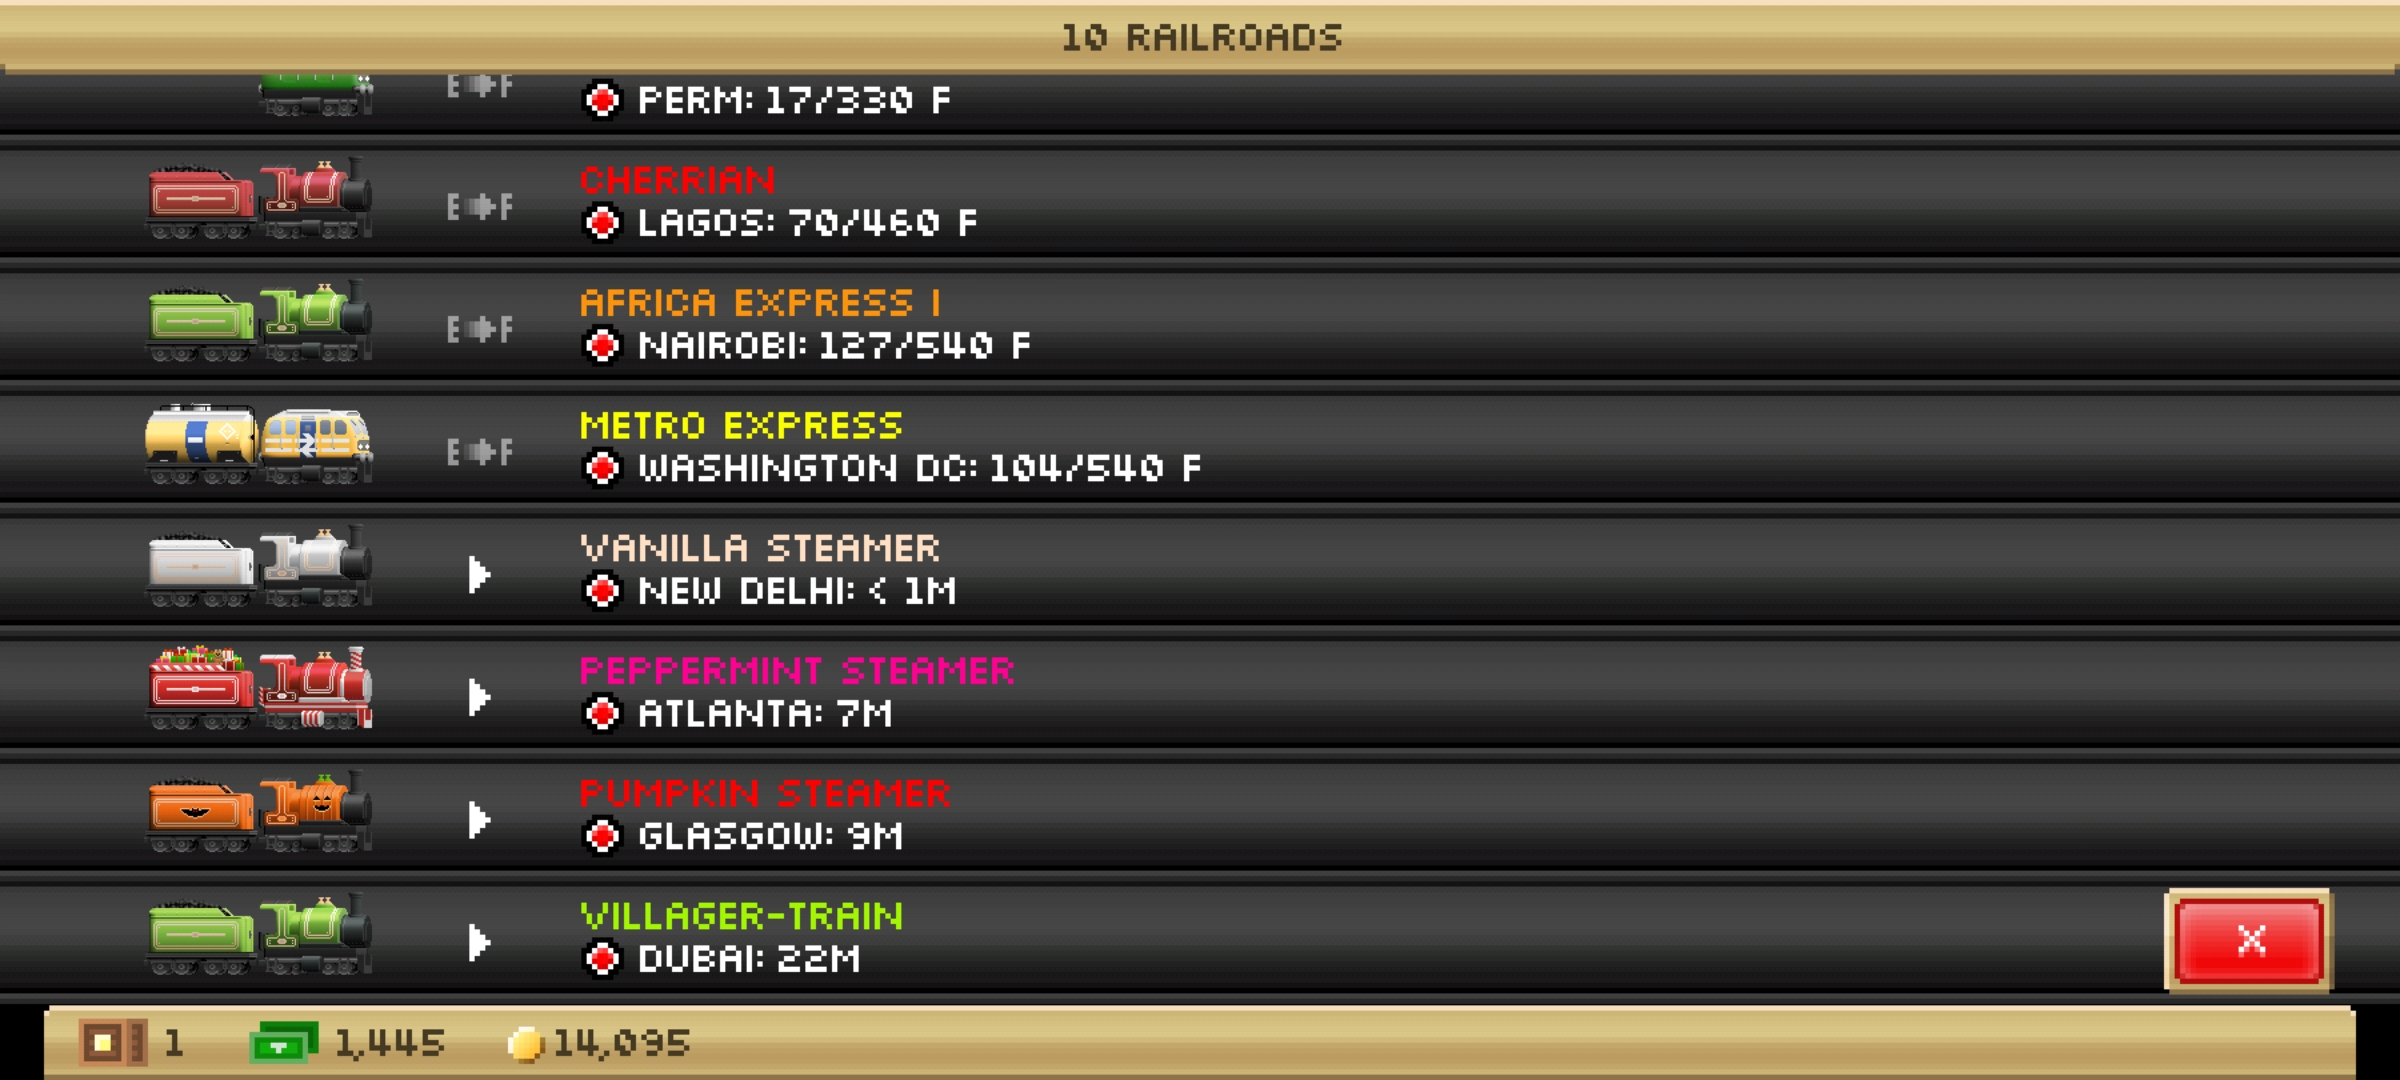 10 RAILROADS
E F PERM: 17/330 F
CHERRIAN
E F LAGOS: 70/460 F
AFRICA EXPRESS I
E F NAIROBI: 127/540 F
METRO EXPRESS
E F WASHINGTON DC: 104/540 F
VANILLA STEAMER
NEW DELHI: < 1M
PEPPERMINT STEAMER
ATLANTA: 7M
PUMPKIN STEAMER
GLASGOW: 9M
VILLAGER-TRAIN
DUBAI: 22M
X
1 1,445 14,095